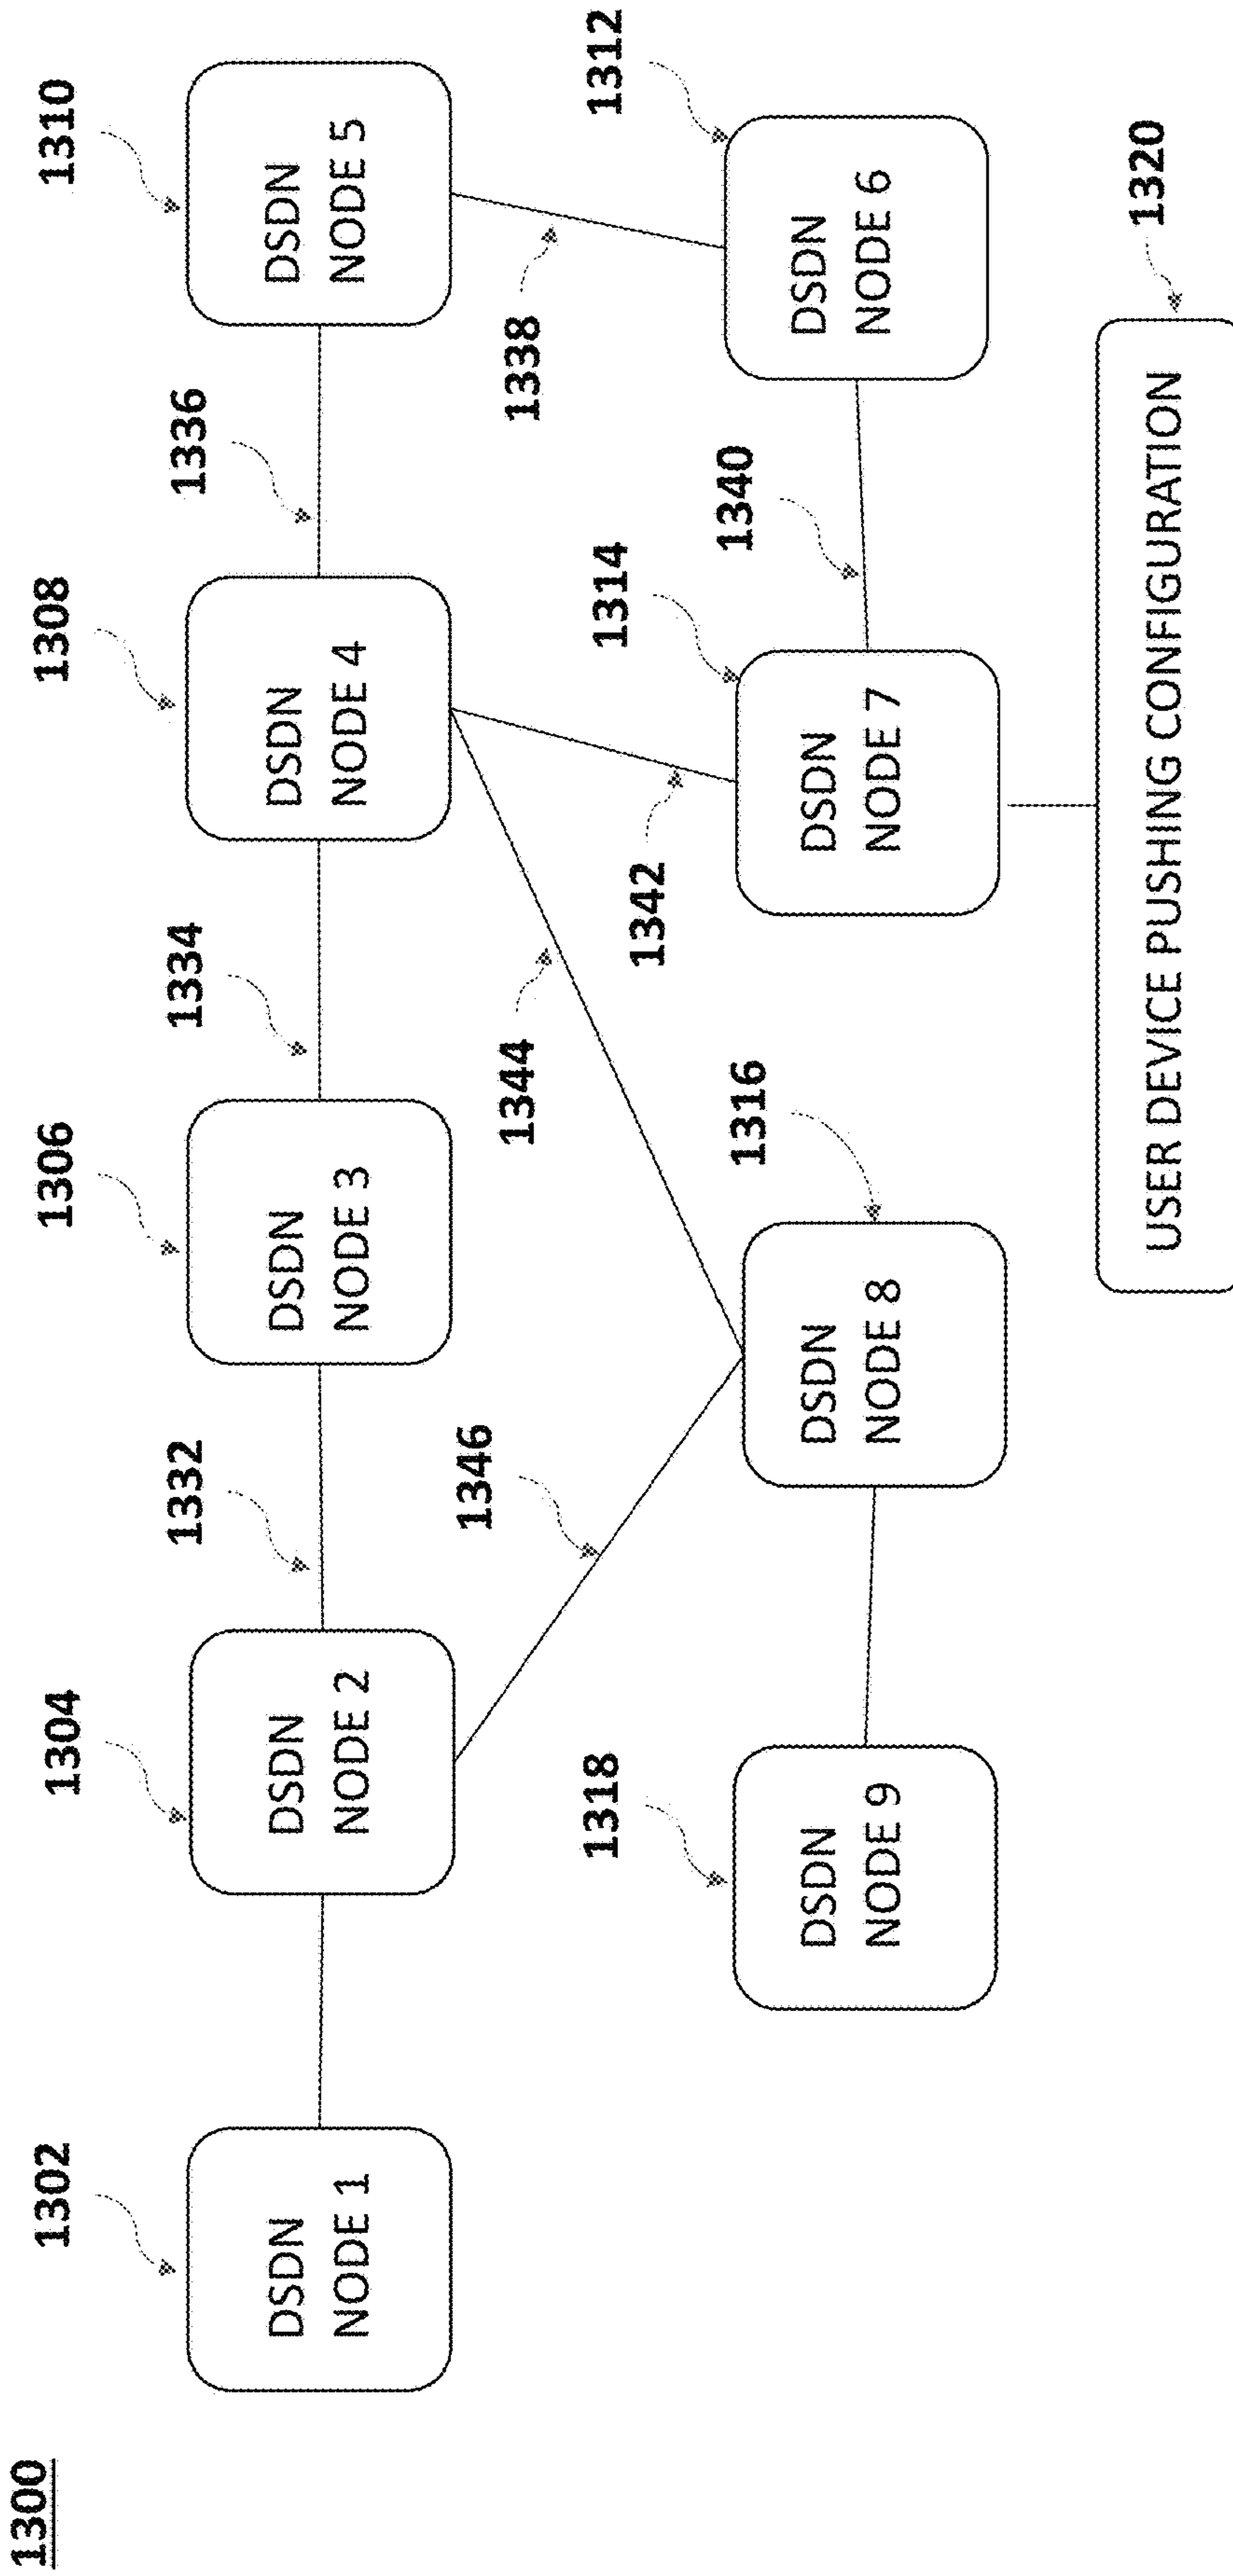 1300
1302
1304
1306
1308
1310
DSDN
NODE 1
DSDN
NODE 2
DSDN
NODE 3
DSDN
NODE 4
DSDN
NODE 5
1332
1334
1336
1346
1344
1342
1338
1318
1316
1314
1340
1312
DSDN
NODE 9
DSDN
NODE 8
DSDN
NODE 7
DSDN
NODE 6
1320
USER DEVICE PUSHING CONFIGURATION